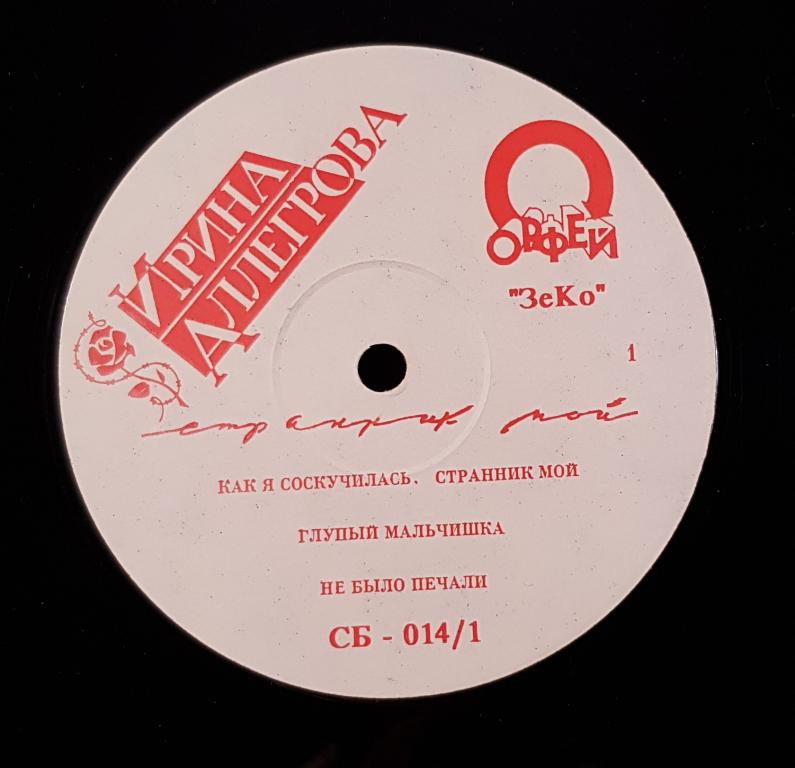 ИРИНА
АЛЛЕГРОВА
ОРФЕЙ
"ЗеКо"
1
странник мой
КАК Я СОСКУЧИЛАСЬ. СТРАННИК МОЙ
ГЛУПЫЙ МАЛЬЧИШКА
НЕ БЫЛО ПЕЧАЛИ
СБ - 014/1